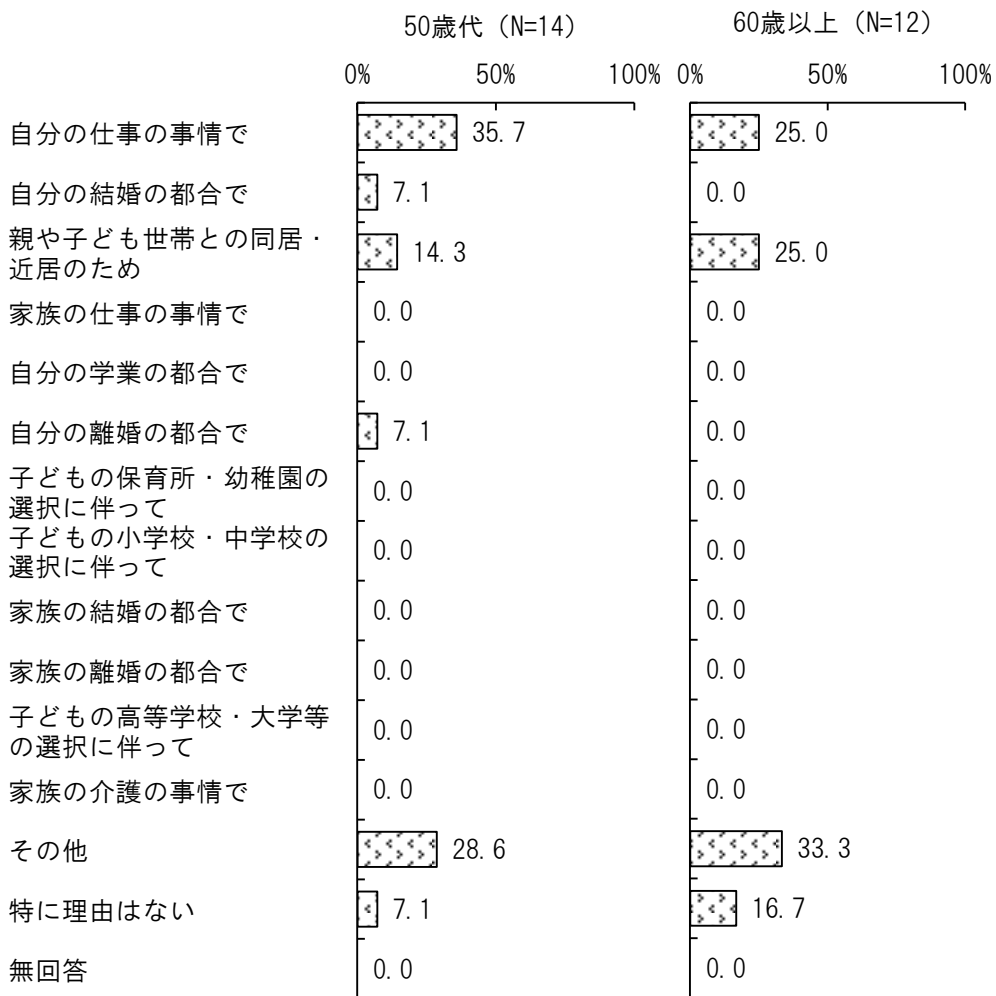 50歳代（N=14）
60歳以上（N=12）
0% 50% 100% 0% 50% 100%
自分の仕事の事情で 35.7 25.0
自分の結婚の都合で 7.1 0.0
親や子ども世帯との同居・
近居のため 14.3 25.0
家族の仕事の事情で 0.0 0.0
自分の学業の都合で 0.0 0.0
自分の離婚の都合で 7.1 0.0
子どもの保育所・幼稚園の
選択に伴って 0.0 0.0
子どもの小学校・中学校の
選択に伴って 0.0 0.0
家族の結婚の都合で 0.0 0.0
家族の離婚の都合で 0.0 0.0
子どもの高等学校・大学等
の選択に伴って 0.0 0.0
家族の介護の事情で 0.0 0.0
その他 28.6 33.3
特に理由はない 7.1 16.7
無回答 0.0 0.0